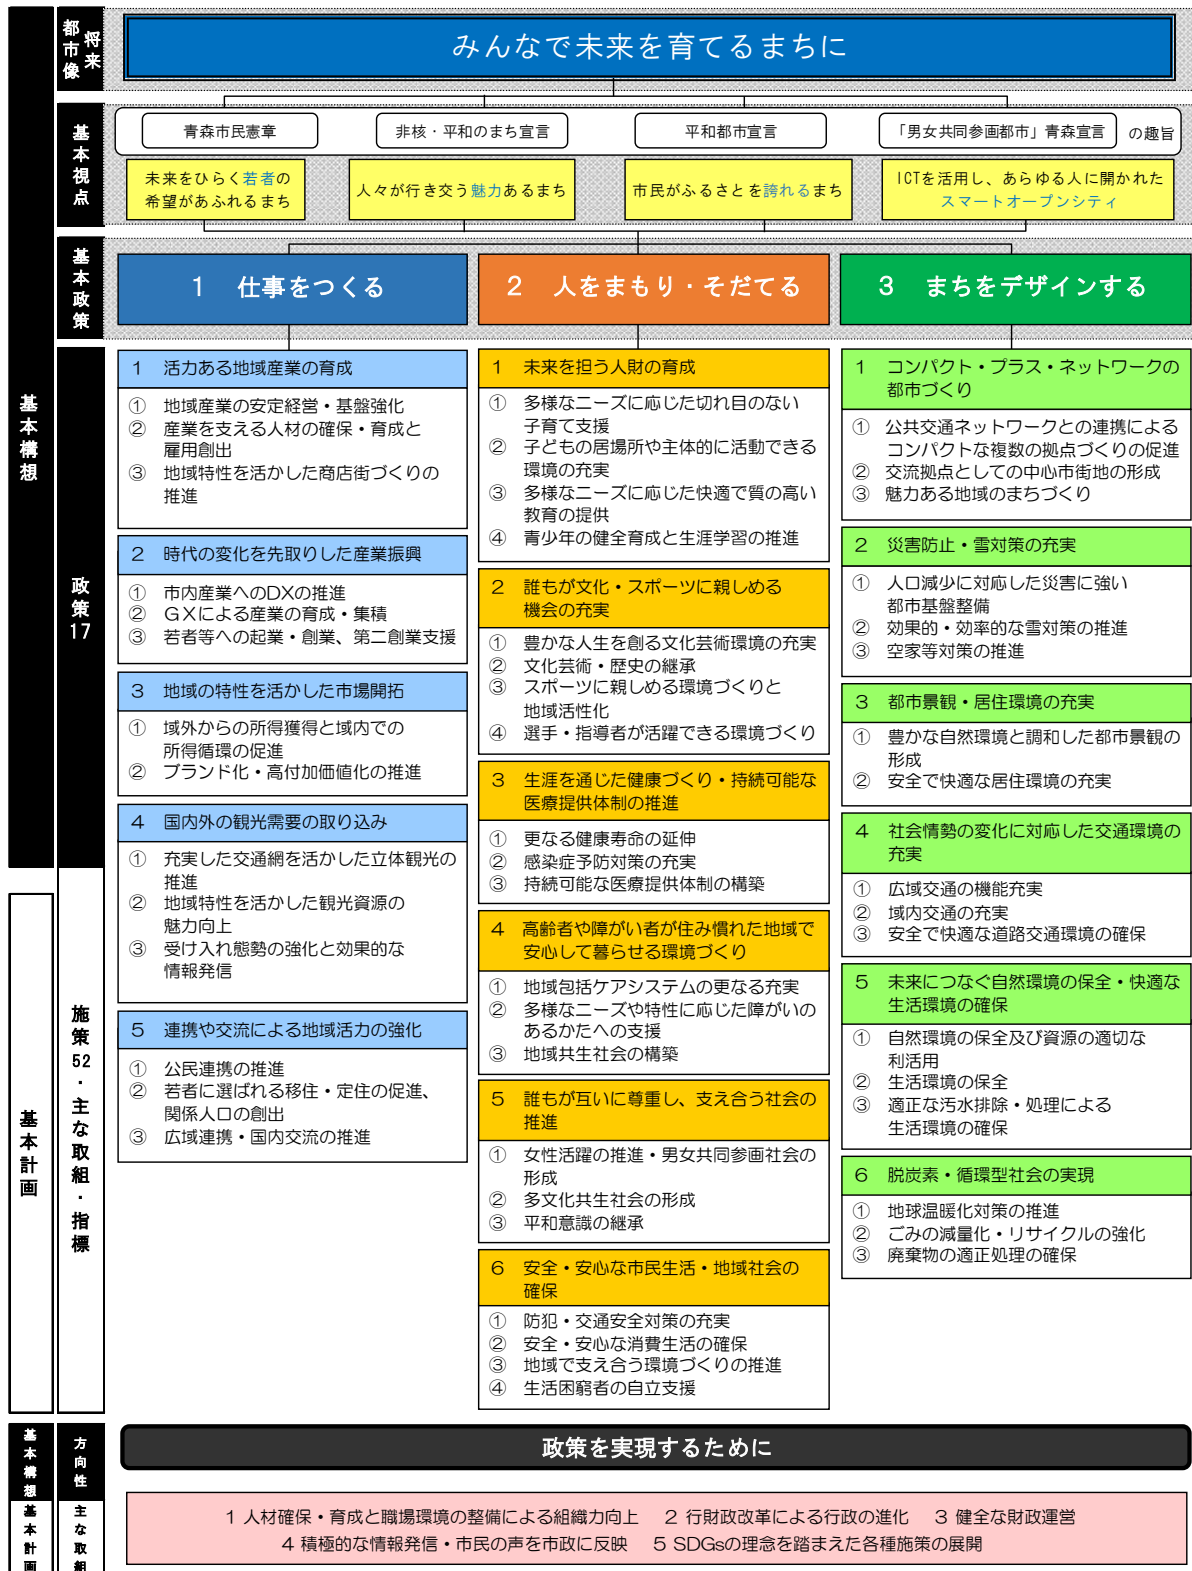 将来
都市像
みんなで未来を育てるまちに
基本視点
青森市民憲章
非核・平和のまち宣言
平和都市宣言
「男女共同参画都市」青森宣言
の趣旨
未来をひらく若者の
希望があふれるまち
人々が行き交う魅力あるまち
市民がふるさとを誇れるまち
ICTを活用し、あらゆる人に開かれた
スマートオープンシティ
基本政策
1 仕事をつくる
2 人をまもり・そだてる
3 まちをデザインする
基本構想
政策17
1 活力ある地域産業の育成
① 地域産業の安定経営・基盤強化
② 産業を支える人材の確保・育成と
雇用創出
③ 地域特性を活かした商店街づくりの
推進
2 時代の変化を先取りした産業振興
① 市内産業へのDXの推進
② GXによる産業の育成・集積
③ 若者等への起業・創業、第二創業支援
3 地域の特性を活かした市場開拓
① 域外からの所得獲得と域内での
所得循環の促進
② ブランド化・高付加価値化の推進
4 国内外の観光需要の取り込み
① 充実した交通網を活かした立体観光の
推進
② 地域特性を活かした観光資源の
魅力向上
③ 受け入れ態勢の強化と効果的な
情報発信
5 連携や交流による地域活力の強化
① 公民連携の推進
② 若者に選ばれる移住・定住の促進、
関係人口の創出
③ 広域連携・国内交流の推進
1 未来を担う人財の育成
① 多様なニーズに応じた切れ目のない
子育て支援
② 子どもの居場所や主体的に活動できる
環境の充実
③ 多様なニーズに応じた快適で質の高い
教育の提供
④ 青少年の健全育成と生涯学習の推進
2 誰もが文化・スポーツに親しめる
機会の充実
① 豊かな人生を創る文化芸術環境の充実
② 文化芸術・歴史の継承
③ スポーツに親しめる環境づくりと
地域活性化
④ 選手・指導者が活躍できる環境づくり
3 生涯を通じた健康づくり・持続可能な
医療提供体制の推進
① 更なる健康寿命の延伸
② 感染症予防対策の充実
③ 持続可能な医療提供体制の構築
4 高齢者や障がい者が住み慣れた地域で
安心して暮らせる環境づくり
① 地域包括ケアシステムの更なる充実
② 多様なニーズや特性に応じた障がいの
あるかたへの支援
③ 地域共生社会の構築
5 誰もが互いに尊重し、支え合う社会の
推進
① 女性活躍の推進・男女共同参画社会の
形成
② 多文化共生社会の形成
③ 平和意識の継承
6 安全・安心な市民生活・地域社会の
確保
① 防犯・交通安全対策の充実
② 安全・安心な消費生活の確保
③ 地域で支え合う環境づくりの推進
④ 生活困窮者の自立支援
1 コンパクト・プラス・ネットワークの
都市づくり
① 公共交通ネットワークとの連携による
コンパクトな複数の拠点づくりの促進
② 交流拠点としての中心市街地の形成
③ 魅力ある地域のまちづくり
2 災害防止・雪対策の充実
① 人口減少に対応した災害に強い
都市基盤整備
② 効果的・効率的な雪対策の推進
③ 空家等対策の推進
3 都市景観・居住環境の充実
① 豊かな自然環境と調和した都市景観の
形成
② 安全で快適な居住環境の充実
4 社会情勢の変化に対応した交通環境の
充実
① 広域交通の機能充実
② 域内交通の充実
③ 安全で快適な道路交通環境の確保
5 未来につなぐ自然環境の保全・快適な
生活環境の確保
① 自然環境の保全及び資源の適切な
利活用
② 生活環境の保全
③ 適正な汚水排除・処理による
生活環境の確保
6 脱炭素・循環型社会の実現
① 地球温暖化対策の推進
② ごみの減量化・リサイクルの強化
③ 廃棄物の適正処理の確保
基本計画
施策52・主な取組・指標
基本構想
方向性
政策を実現するために
基本計画
主な取組
1 人材確保・育成と職場環境の整備による組織力向上 2 行財政改革による行政の進化 3 健全な財政運営
4 積極的な情報発信・市民の声を市政に反映 5 SDGsの理念を踏まえた各種施策の展開